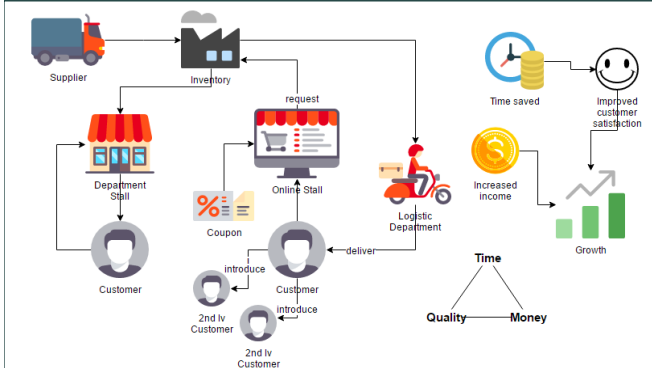 Supplier
Inventory
request
Time saved
Improved
customer
satisfaction
Department
Stall
Online Stall
Increased
income
Coupon
Logistic
Department
Growth
Customer
introduce
Customer
deliver
Time
2nd lv
Customer
introduce
Quality
Money
2nd lv
Customer